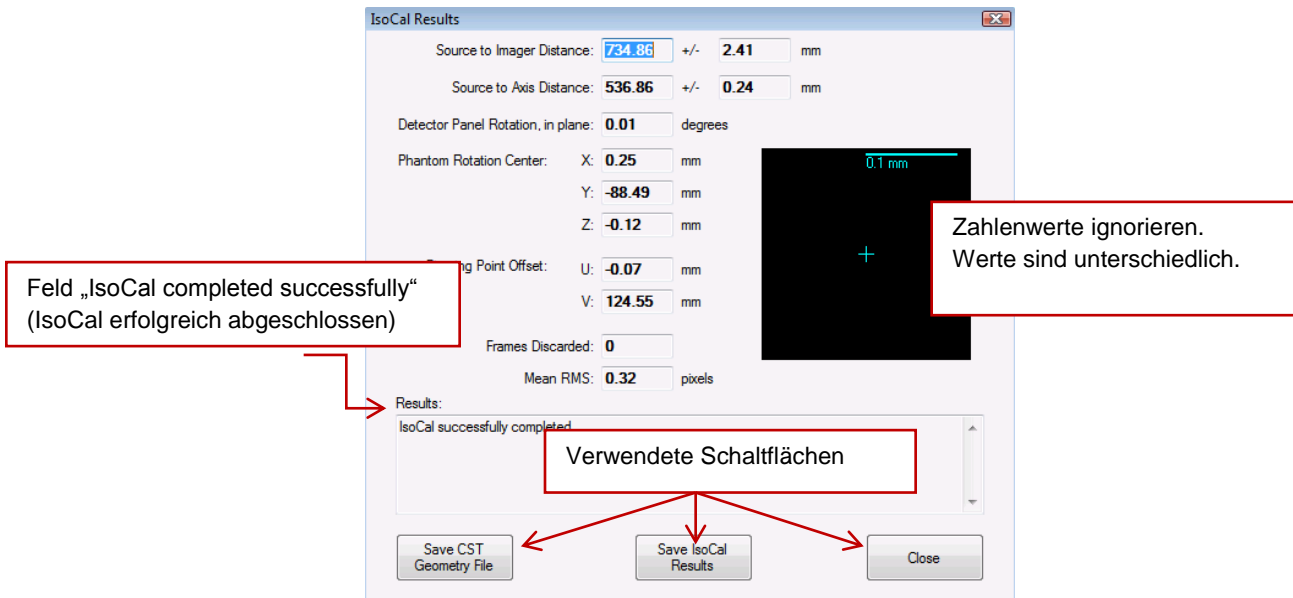 IsoCal Results
Source to Imager Distance: 734.86 +/- 2.41 mm
Source to Axis Distance: 536.86 +/- 0.24 mm
Detector Panel Rotation, in plane: 0.01 degrees
Phantom Rotation Center: X: 0.25 mm
0.1 mm
Y: -88.49 mm
Z: -0.12 mm
Zahlenwerte ignorieren.
Werte sind unterschiedlich.
Point Offset: U: -0.07 mm
V: 124.55 mm
Feld „IsoCal completed successfully“
(IsoCal erfolgreich abgeschlossen)
Frames Discarded: 0
Mean RMS: 0.32 pixels
Results:
IsoCal successfully completed
Verwendete Schaltflächen
Save CST
Geometry File
Save IsoCal
Results
Close